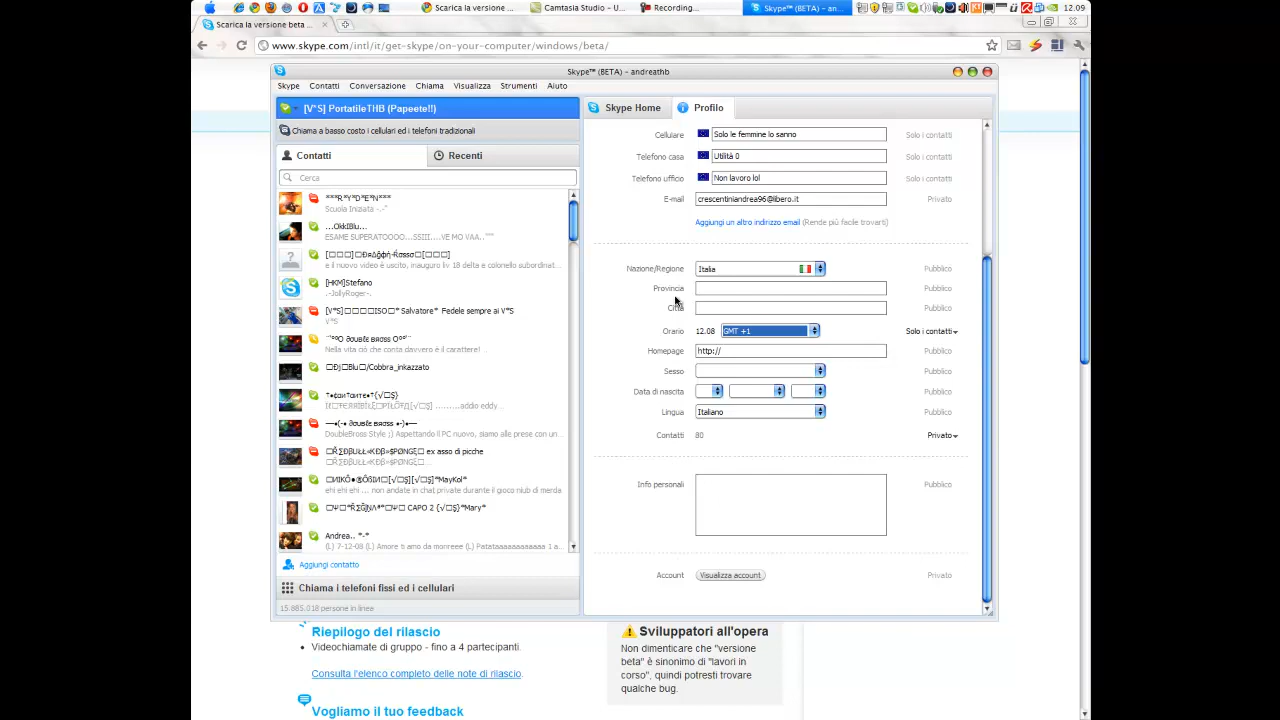 Scarica la versione ...
Camtasia Studio - U...
Recording...
Skype™ (BETA) – an...
12.09
Scarica la versione beta
www.skype.com/intl/it/get-skype/on-your-computer/windows/beta/
Skype™ (BETA) - andreathb
Skype Contatti Conversazione Chiama Visualizza Strumenti Aiuto
[V*S] PortatileTHB (Papeete!!)
Chiama a basso costo i cellulari ed i telefoni tradizionali
Contatti
Recenti
Cerca
Scuola Iniziata -.-"
...OkkIBlu...
ESAME SUPERATOOOO...SSIII....VE MO VAA..
e il nuovo video è uscito, inauguro liv 18 delta e colonello subordinat...
[HKM]Stefano
-JollyRoger-.
Salvatore* Fedele sempre ai V*S
V*S
Nella vita ciò che conta davvero è il carattere!
Blu□/Cobbra_inkazzato
.........addo eddy...
DoubleBross Style ;) Aspettando il PC nuovo, siamo alle prese con un...
ex asso di picche
*MayKol*
ehi ehi ehi ... non andate in chat private durante il gioco niub di merda
CAPO 2 {√□$}*Mary*
Andrea.. *-:*
(L) 7-12-08 (L) Amore ti amo da monreee (L) Patataaaaaaaaaaa 1 a...
Aggiungi contatto
Chiama i telefoni fissi ed i cellulari
15.885.018 persone in linea
Skype Home
Profilo
Cellulare Solo le femmine lo sanno Solo i contatti
Telefono casa Utilità 0 Solo i contatti
Telefono ufficio Non lavoro lol Solo i contatti
E-mail crescentiniandrea96@libero.it Privato
Aggiungi un altro indirizzo email (Rende più facile trovarti)
Nazione/Regione Italia Pubblico
Provincia Pubblico
Città Pubblico
Orario 12.08 GMT +1 Solo i contatti
Homepage http:// Pubblico
Sesso Pubblico
Data di nascita Pubblico
Lingua Italiano Pubblico
Contatti 80 Privato
Info personali Pubblico
Account Visualizza account Privato
Riepilogo del rilascio
• Videochiamate di gruppo - fino a 4 partecipanti.
Consulta l'elenco completo delle note di rilascio.
Vogliamo il tuo feedback
Sviluppatori all'opera
Non dimenticare che "versione
beta" è sinonimo di "lavori in
corso", quindi potresti trovare
qualche bug.